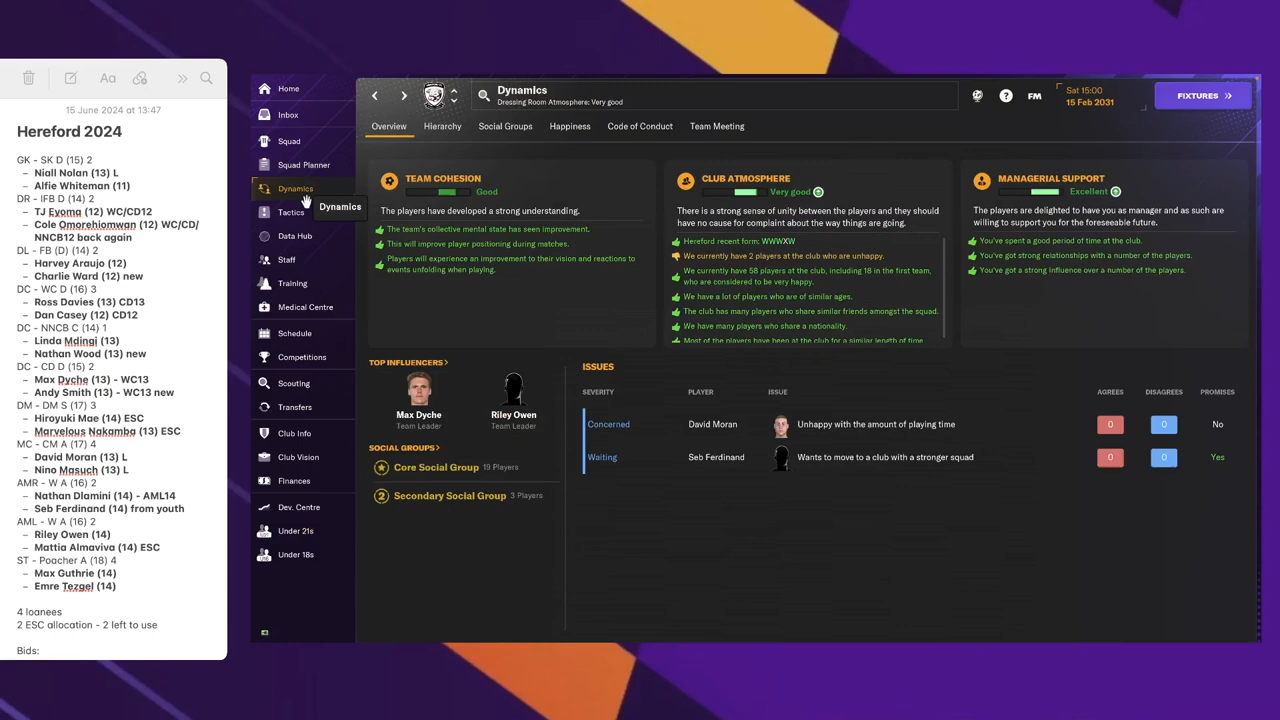 Aa
15 June 2024 at 13:47
Hereford 2024
GK - SK D (15) 2
– Niall Nolan (13) L
– Alfie Whiteman (11)
DR - IFB D (14) 2
– TJ Eyoma (12) WC/CD12
– Cole Omorehiomwan (12) WC/CD/
NNCB12 back again
DL - FB (D) (14) 2
– Harvey Araujo (12)
– Charlie Ward (12) new
DC - WC D (16) 3
– Ross Davies (13) CD13
– Dan Casey (12) CD12
DC - NNCB C (14) 1
– Linda Mdingi (13)
– Nathan Wood (13) new
DC - CD D (15) 2
– Max Dyche (13) - WC13
– Andy Smith (13) - WC13 new
DM - DM S (17) 3
– Hiroyuki Mae (14) ESC
– Marvelous Nakamba (13) ESC
MC - CM A (17) 4
– David Moran (13) L
– Nino Masuch (13) L
AMR - W A (16) 2
– Nathan Dlamini (14) - AML14
– Seb Ferdinand (14) from youth
AML - W A (16) 2
– Riley Owen (14)
– Mattia Almaviva (14) ESC
ST - Poacher A (18) 4
– Max Guthrie (14)
– Emre Tezgel (14)
4 loanees
2 ESC allocation - 2 left to use
Bids:
Home
Inbox
Squad
Squad Planner
Dynamics
Tactics
Data Hub
Staff
Training
Medical Centre
Schedule
Competitions
Scouting
Transfers
Club Info
Club Vision
Finances
Dev. Centre
Under 21s
Under 18s
Dynamics
Dynamics
Dressing Room Atmosphere: Very good
?
FM
Sat 15:00
15 Feb 2031
FIXTURES
Overview Hierarchy Social Groups Happiness Code of Conduct Team Meeting
TEAM COHESION
Good
The players have developed a strong understanding.
The team's collective mental state has seen improvement.
This will improve player positioning during matches.
Players will experience an improvement to their vision and reactions to
events unfolding when playing.
CLUB ATMOSPHERE
Very good
There is a strong sense of unity between the players and they should
have no cause for complaint about the way things are going.
Hereford recent form: WWWXW
We currently have 2 players at the club who are unhappy.
We currently have 58 players at the club, including 18 in the first team,
who are considered to be very happy.
We have a lot of players who are of similar ages.
The club has many players who share similar friends amongst the squad.
We have many players who share a nationality.
Most of the players have been at the club for a similar length of time.
MANAGERIAL SUPPORT
Excellent
The players are delighted to have you as manager and as such are
willing to support you for the foreseeable future.
You've spent a good period of time at the club.
You've got strong relationships with a number of the players.
You've got a strong influence over a number of the players.
TOP INFLUENCERS
Max Dyche
Team Leader
Riley Owen
Team Leader
SOCIAL GROUPS
Core Social Group 19 Players
2 Secondary Social Group 3 Players
ISSUES
SEVERITY PLAYER ISSUE AGREES DISAGREES PROMISES
Concerned David Moran Unhappy with the amount of playing time 0 0 No
Waiting Seb Ferdinand Wants to move to a club with a stronger squad 0 0 Yes